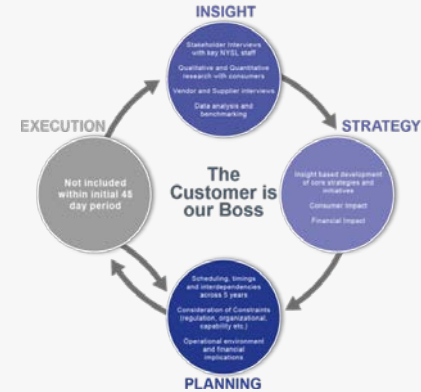 INSIGHT
Stakeholder Interviews
with key NYSL staff
Qualitative and Quantitative
research with consumers
Vendor and Supplier interviews
Data analysis and
benchmarking
EXECUTION
Not included
within initial 45
day period
The
Customer is
our Boss
STRATEGY
Insight based development
of core strategies and
initiatives
Consumer Impact
Financial Impact
Scheduling, timings
and interdependencies
across 5 years
Consideration of Constraints
(regulation, organizational,
capability etc.)
Operational environment
and financial
implications
PLANNING